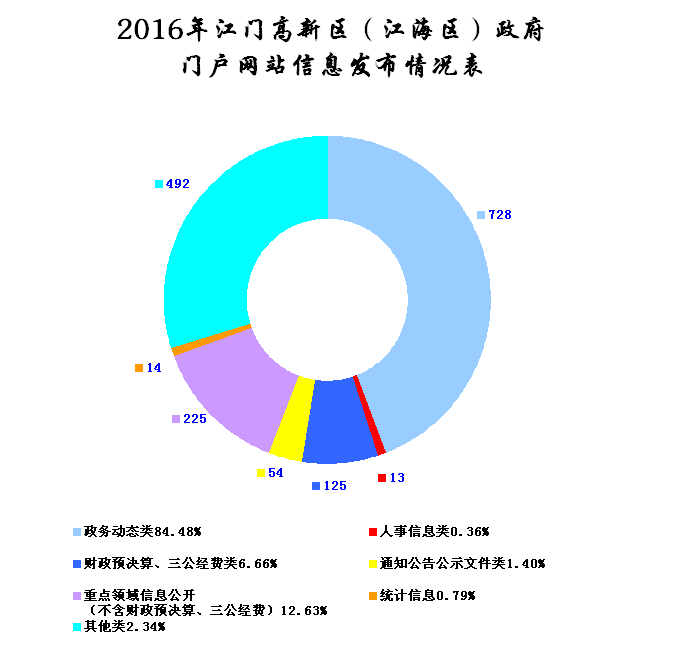 2016年江门高新区（江海区）政府
门户网站信息发布情况表
492
728
14
225
54
125
13
政务动态类84.48%
人事信息类0.36%
财政预决算、三公经费类6.66%
通知公告公示文件类1.40%
重点领域信息公开
（不含财政预决算、三公经费）12.63%
统计信息0.79%
其他类2.34%